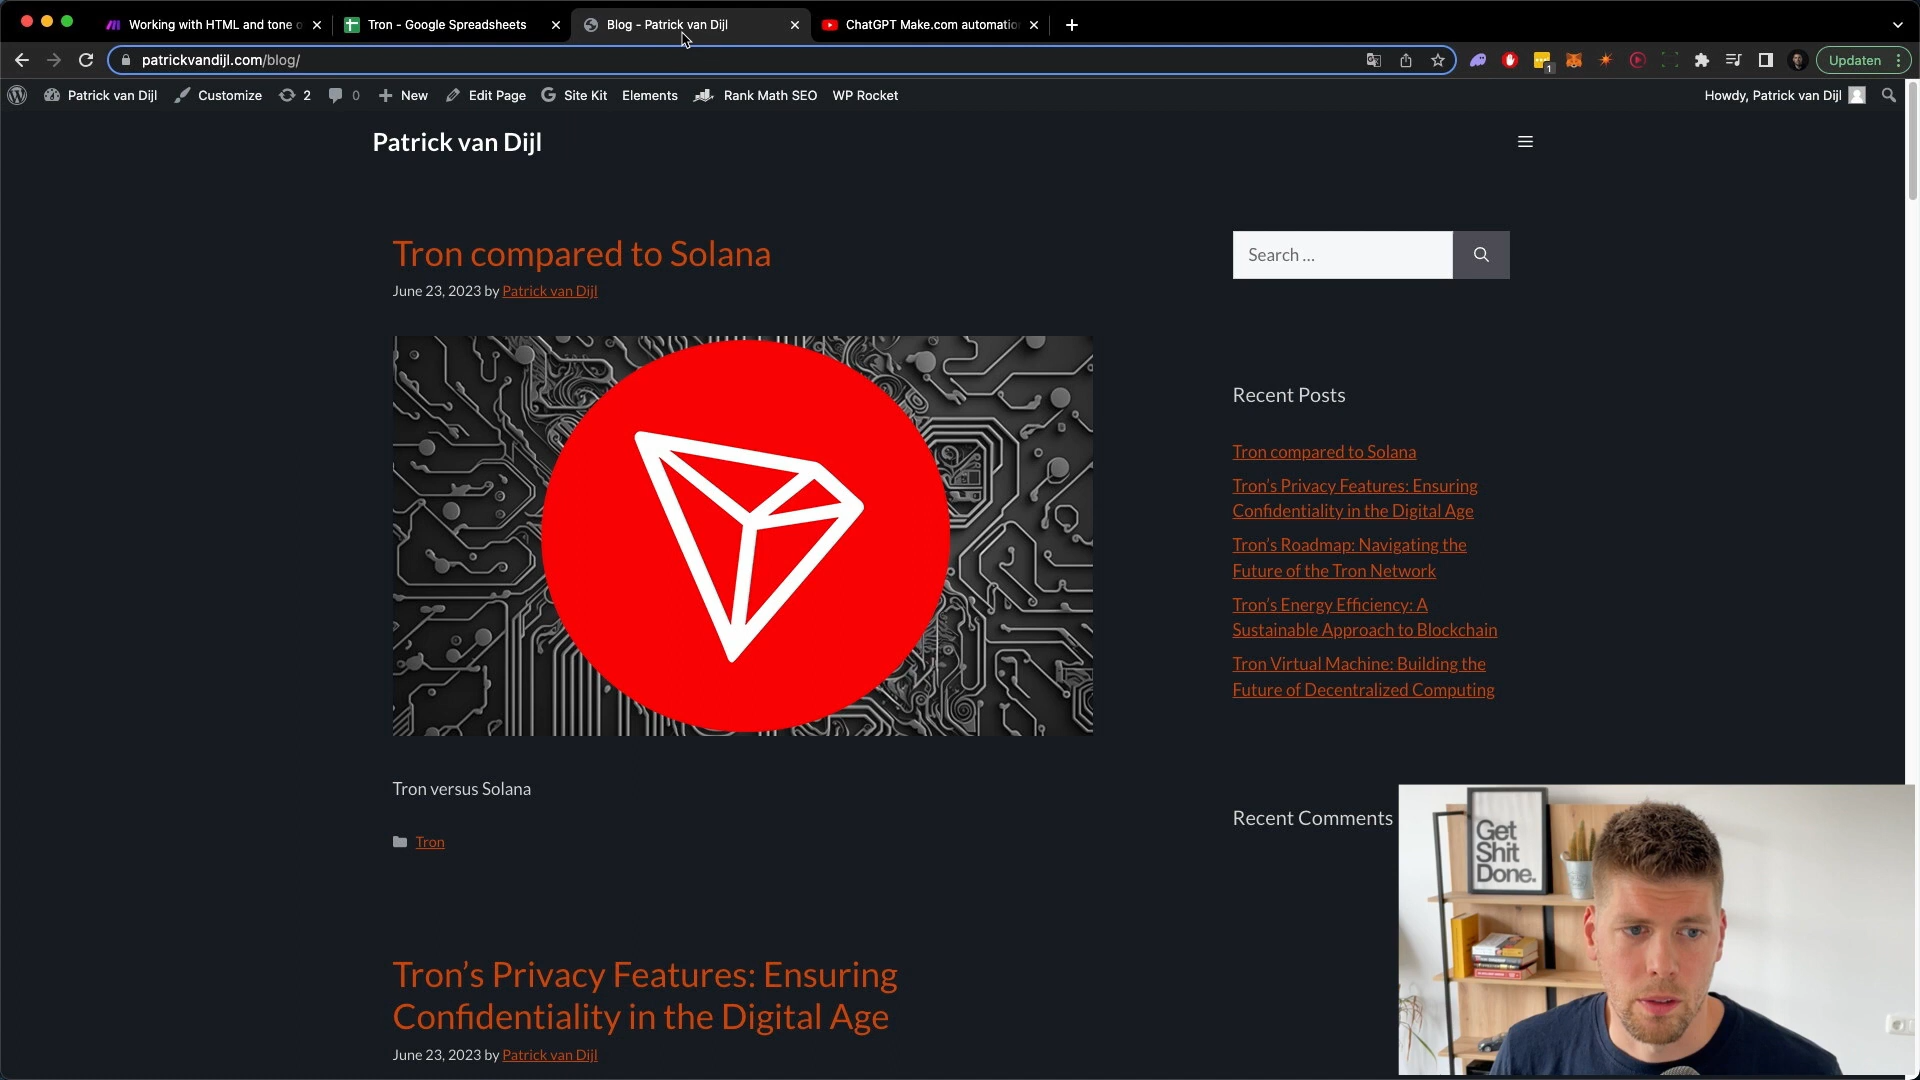 Working with HTML and tone o
Tron - Google Spreadsheets
Blog - Patrick van Dijl
ChatGPT Make.com automatio
patrickvandijl.com/blog/
1
Updaten
Patrick van Dijl
Customize
2
0
New
Edit Page
Site Kit
Elements
Rank Math SEO
WP Rocket
Howdy, Patrick van Dijl
Patrick van Dijl
Tron compared to Solana
June 23, 2023 by Patrick van Dijl
Tron versus Solana
Tron
Tron’s Privacy Features: Ensuring
Confidentiality in the Digital Age
June 23, 2023 by Patrick van Dijl
Search …
Recent Posts
Tron compared to Solana
Tron’s Privacy Features: Ensuring
Confidentiality in the Digital Age
Tron’s Roadmap: Navigating the
Future of the Tron Network
Tron’s Energy Efficiency: A
Sustainable Approach to Blockchain
Tron Virtual Machine: Building the
Future of Decentralized Computing
Recent Comments
Get
Shit
Done.